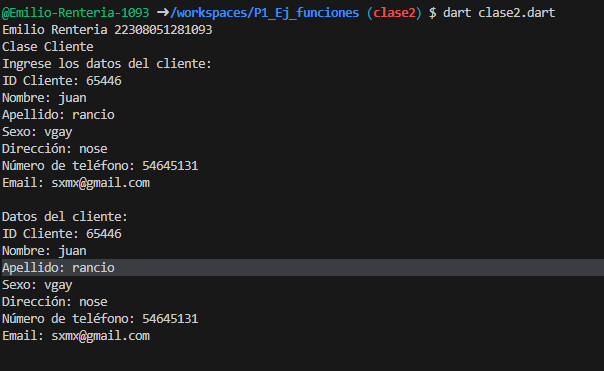 @Emilio-Renteria-1093 ➜/workspaces/P1_Ej_funciones (clase2) $ dart clase2.dart
Emilio Renteria 22308051281093
Clase Cliente
Ingrese los datos del cliente:
ID Cliente: 65446
Nombre: juan
Apellido: rancio
Sexo: vgay
Dirección: nose
Número de teléfono: 54645131
Email: sxmx@gmail.com
Datos del cliente:
ID Cliente: 65446
Nombre: juan
Apellido: rancio
Sexo: vgay
Dirección: nose
Número de teléfono: 54645131
Email: sxmx@gmail.com